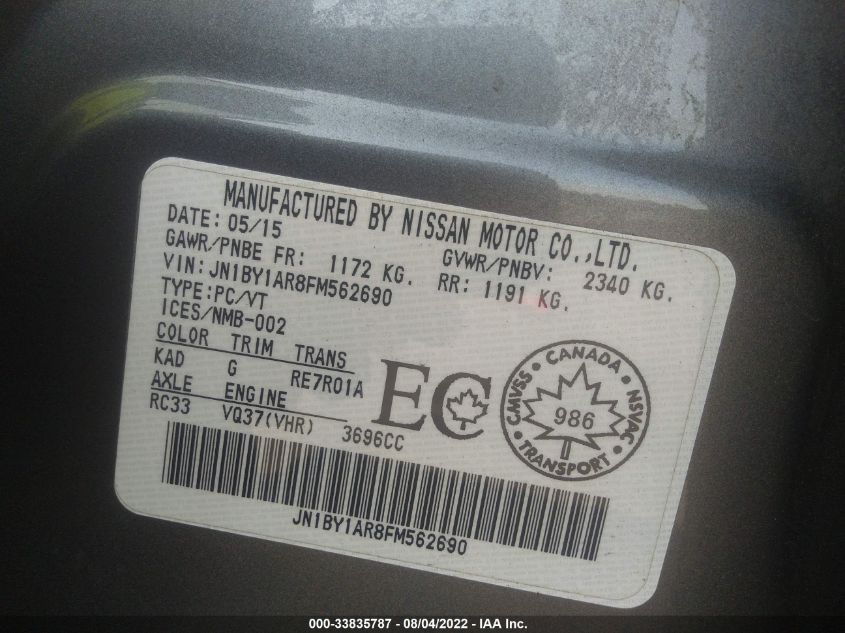 MANUFACTURED BY NISSAN MOTOR CO.,LTD.
DATE: 05/15 GVWR/PNBV: 2340 KG.
GAWR/PNBE FR: 1172 KG. RR: 1191 KG.
VIN: JN1BY1AR8FM562690
TYPE:PC/VT
ICES/NMB-002
COLOR TRIM TRANS
KAD G RE7R01A
AXLE ENGINE
RC33 VQ37(VHR) 3696CC
EC
CANADA
CMVSS NSVAC
986
TRANSPORT
JN1BY1AR8FM562690
000-33835787 - 08/04/2022 - IAA Inc.